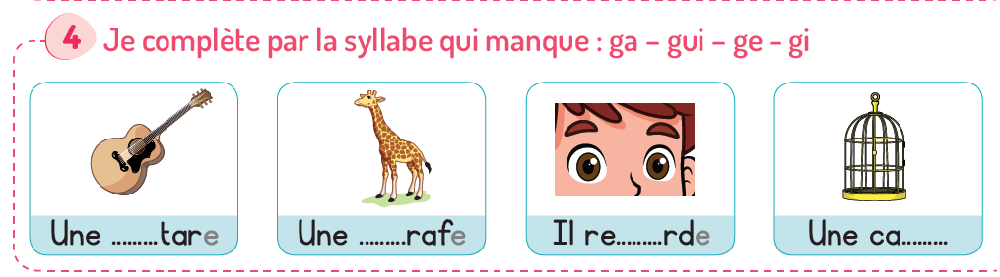 4 Je complète par la syllabe qui manque : ga – gui – ge - gi
Une .........tare
Une .........rafe
Il re.........rde
Une ca.........